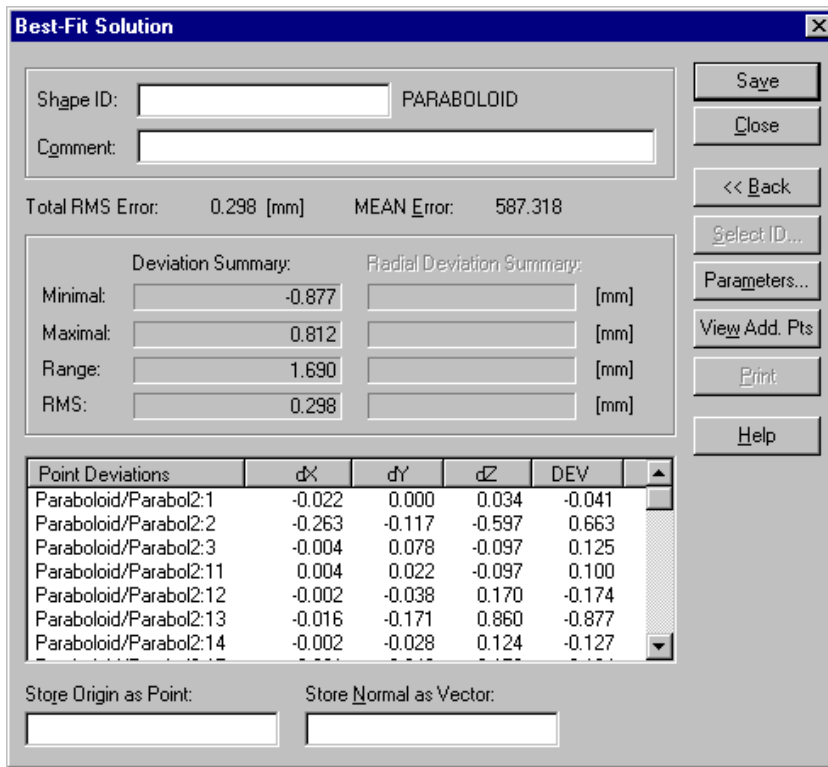 Best-Fit Solution
Shape ID: PARABOLOID
Comment:
Total RMS Error: 0.298 [mm] MEAN Error: 587.318
Deviation Summary: Radial Deviation Summary:
Minimal: -0.877 [mm]
Maximal: 0.812 [mm]
Range: 1.690 [mm]
RMS: 0.298 [mm]
Point Deviations dX dY dZ DEV
Paraboloid/Parabol2:1 -0.022 0.000 0.034 -0.041
Paraboloid/Parabol2:2 -0.263 -0.117 -0.597 0.663
Paraboloid/Parabol2:3 -0.004 0.078 -0.097 0.125
Paraboloid/Parabol2:11 0.004 0.022 -0.097 0.100
Paraboloid/Parabol2:12 -0.002 -0.038 0.170 -0.174
Paraboloid/Parabol2:13 -0.016 -0.171 0.860 -0.877
Paraboloid/Parabol2:14 -0.002 -0.028 0.124 -0.127
Store Origin as Point: Store Normal as Vector:
Save
Close
<< Back
Select ID...
Parameters...
View Add. Pts
Print
Help